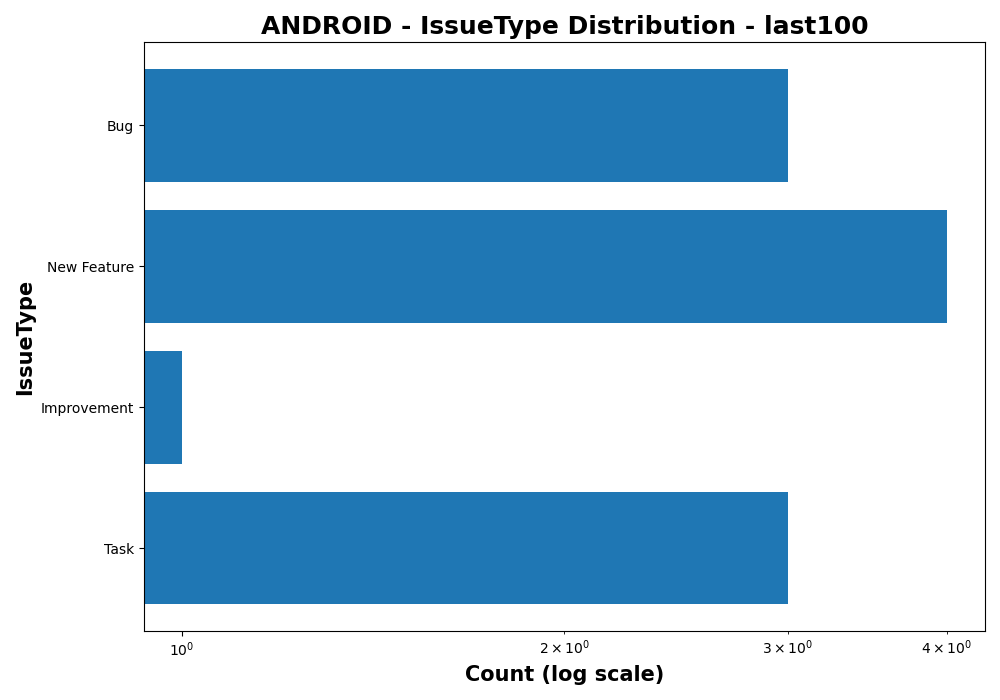 ANDROID - IssueType Distribution - last100
IssueType
Bug
New Feature
Improvement
Task
10⁰
2 × 10⁰
3 × 10⁰
4 × 10⁰
Count (log scale)